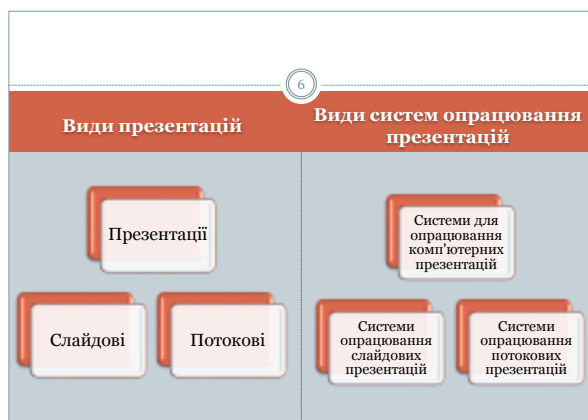 6
Види презентацій
Види систем опрацювання
презентацій
Презентації
Слайдові
Потокові
Системи для
опрацювання
комп'ютерних
презентацій
Системи
опрацювання
слайдових
презентацій
Системи
опрацювання
потокових
презентацій